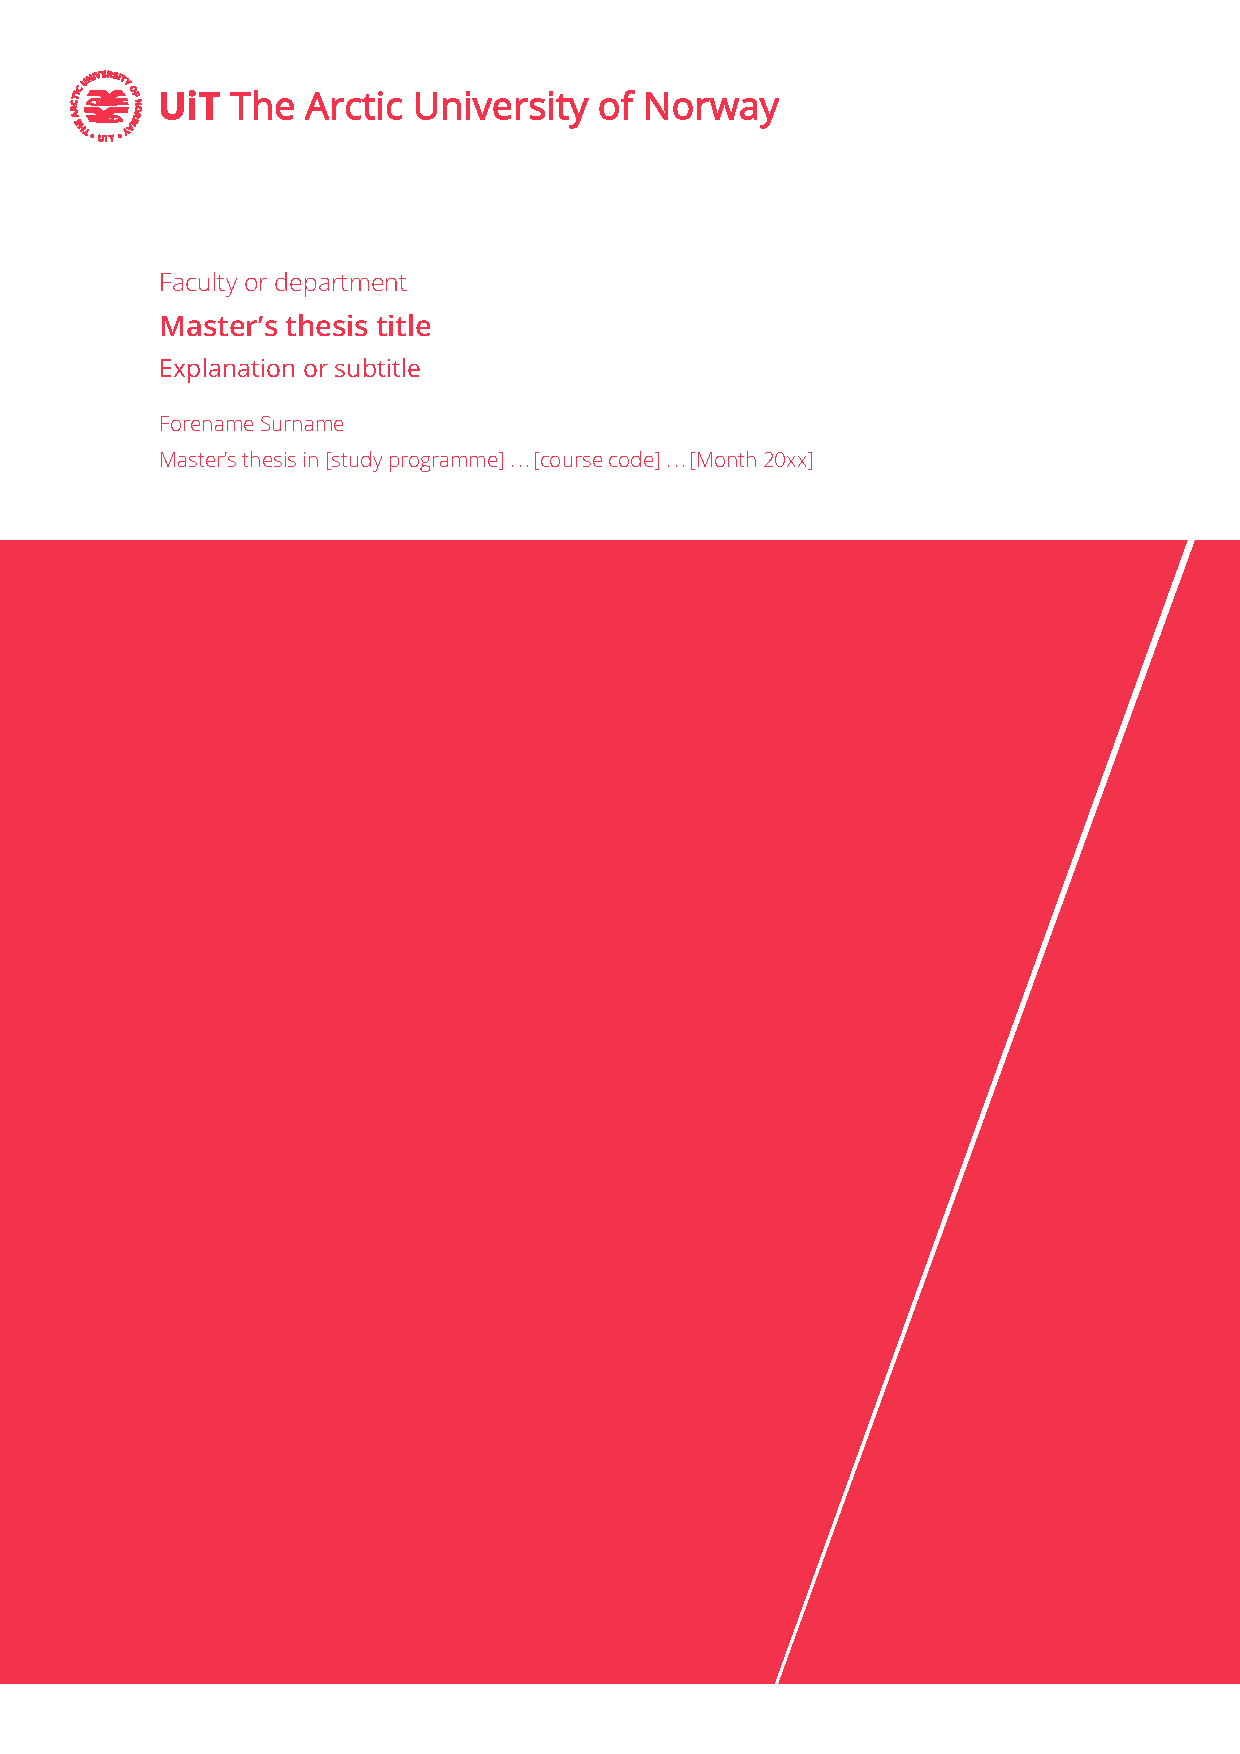 THE ARCTIC UNIVERSITY OF NORWAY • UiT •
UiT The Arctic University of Norway
Faculty or department
Master’s thesis title
Explanation or subtitle
Forename Surname
Master’s thesis in [study programme] ... [course code] ... [Month 20xx]